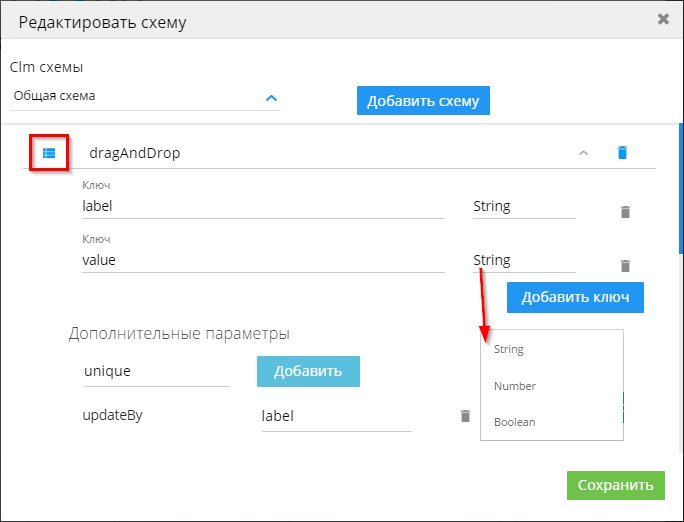 Редактировать схему
Clm схемы
Общая схема
Добавить схему
dragAndDrop
Ключ
label String
Ключ
value String
Добавить ключ
Дополнительные параметры
unique Добавить
updateBy label
String
Number
Boolean
Сохранить